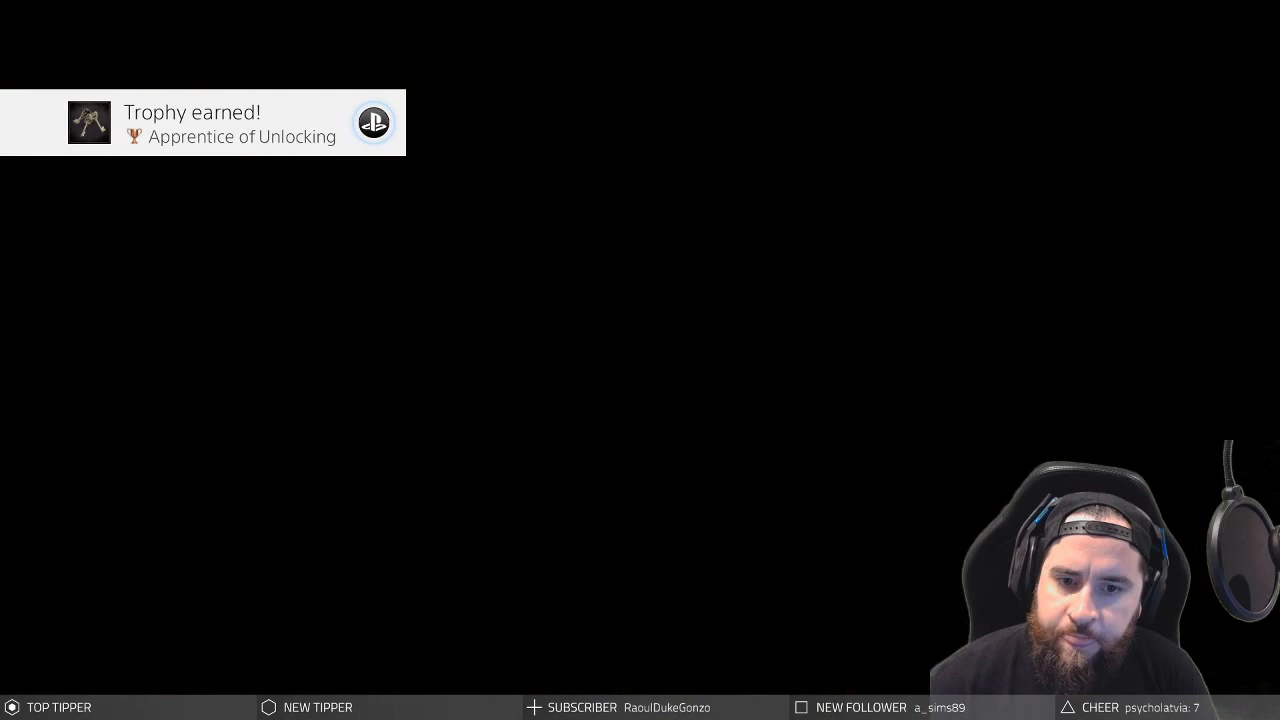 Trophy earned!
Apprentice of Unlocking
TOP TIPPER
NEW TIPPER
SUBSCRIBER RaoulDukeGonzo
NEW FOLLOWER a_sims89
CHEER psycholatvia: 7